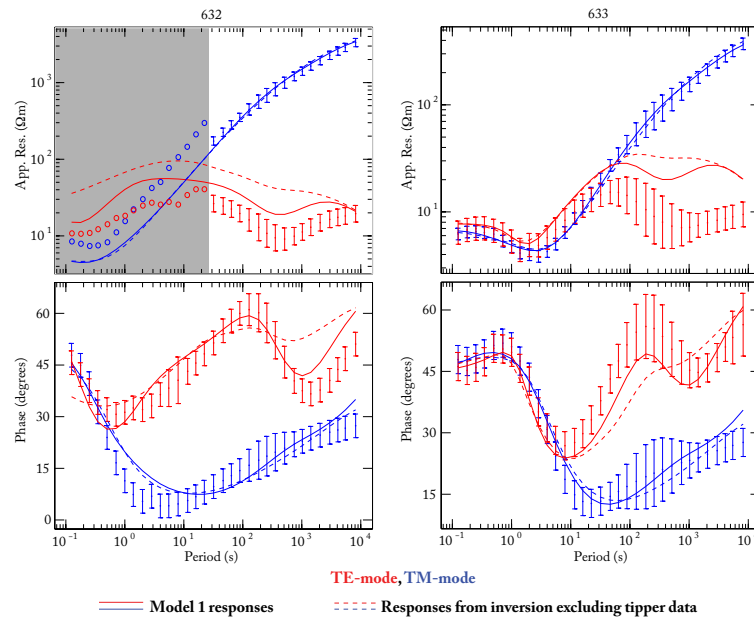 632
633
App. Res. (Ωm)
10³
10²
10¹
App. Res. (Ωm)
10²
10¹
Phase (degrees)
60
45
30
15
0
Phase (degrees)
60
45
30
15
10⁻¹ 10⁰ 10¹ 10² 10³ 10⁴
Period (s)
10⁻¹ 10⁰ 10¹ 10² 10³ 10
Period (s)
TE-mode, TM-mode
Model 1 responses
Responses from inversion excluding tipper data